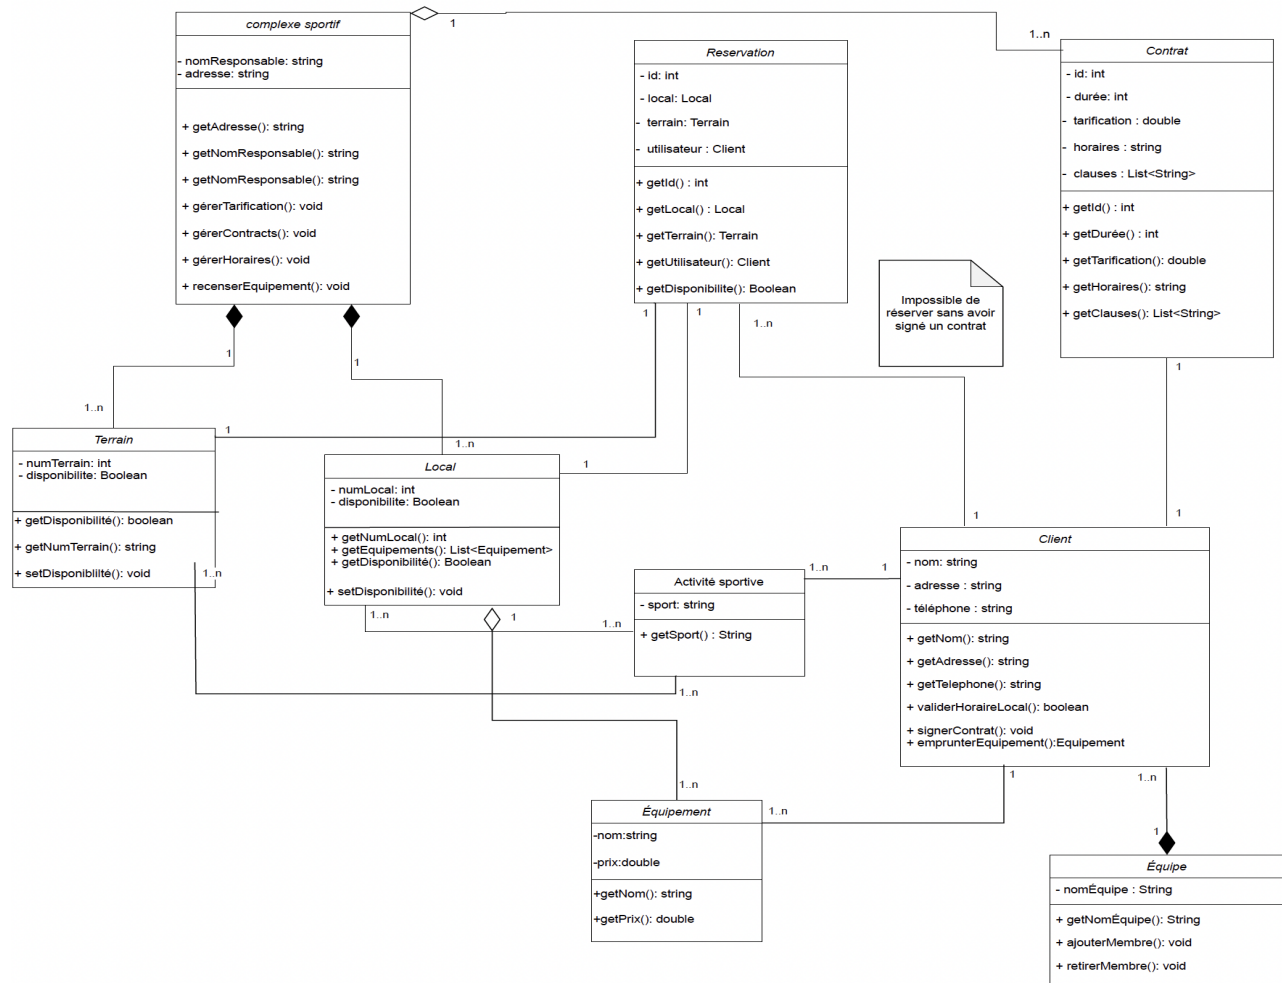 complexe sportif
- nomResponsable: string
- adresse: string
+ getAdresse(): string
+ getNomResponsable(): string
+ getNomResponsable(): string
+ gérerTarification(): void
+ gérerContracts(): void
+ gérerHoraires(): void
+ recenserEquipement(): void
1
1..n
Reservation
- id: int
- local: Local
- terrain: Terrain
- utilisateur : Client
+ getId() : int
+ getLocal() : Local
+ getTerrain(): Terrain
+ getUtilisateur(): Client
+ getDisponibilite(): Boolean
Contrat
- id: int
- durée: int
- tarification : double
- horaires : string
- clauses : List<String>
+ getId() : int
+ getDurée() : int
+ getTarification(): double
+ getHoraires(): string
+ getClauses(): List<String>
Impossible de
réserver sans avoir
signé un contrat
1
1
1
1
1..n
1
1..n
1
1..n
1
Terrain
- numTerrain: int
- disponibilite: Boolean
+ getDisponibilité(): boolean
+ getNumTerrain(): string
+ setDisponiblilté(): void
1..n
Local
- numLocal: int
- disponibilite: Boolean
+ getNumLocal(): int
+ getEquipements(): List<Equipement>
+ getDisponibilité(): Boolean
+ setDisponibilité(): void
1..n
1
1..n
Activité sportive
- sport: string
+ getSport() : String
1..n
1..n
1
1
1
Client
- nom: string
- adresse : string
- téléphone : string
+ getNom(): string
+ getAdresse(): string
+ getTelephone(): string
+ validerHoraireLocal(): boolean
+ signerContrat(): void
+ emprunterEquipement():Equipement
1
1..n
1..n
1..n
1
Équipement
-nom:string
-prix:double
+getNom(): string
+getPrix(): double
Équipe
- nomÉquipe : String
+ getNomÉquipe(): String
+ ajouterMembre(): void
+ retirerMembre(): void